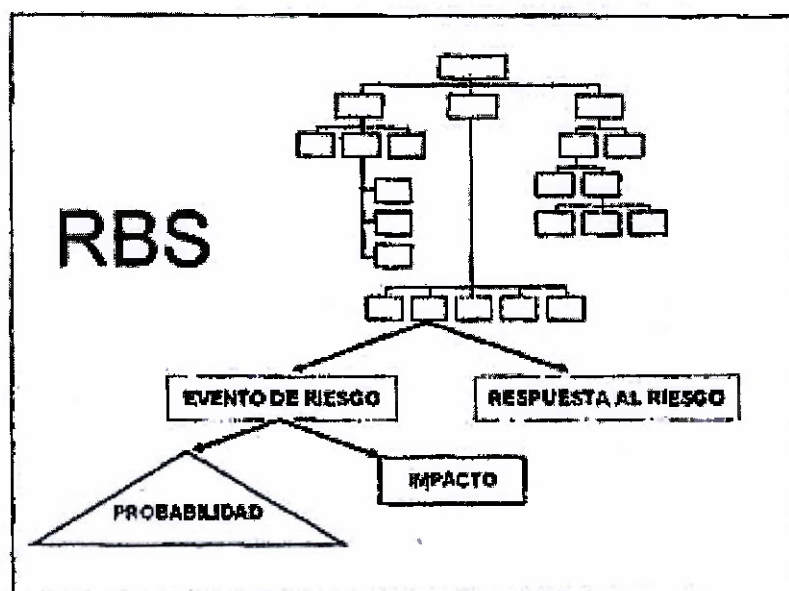 RBS
EVENTO DE RIESGO
RESPUESTA AL RIESGO
IMPACTO
PROBABILIDAD